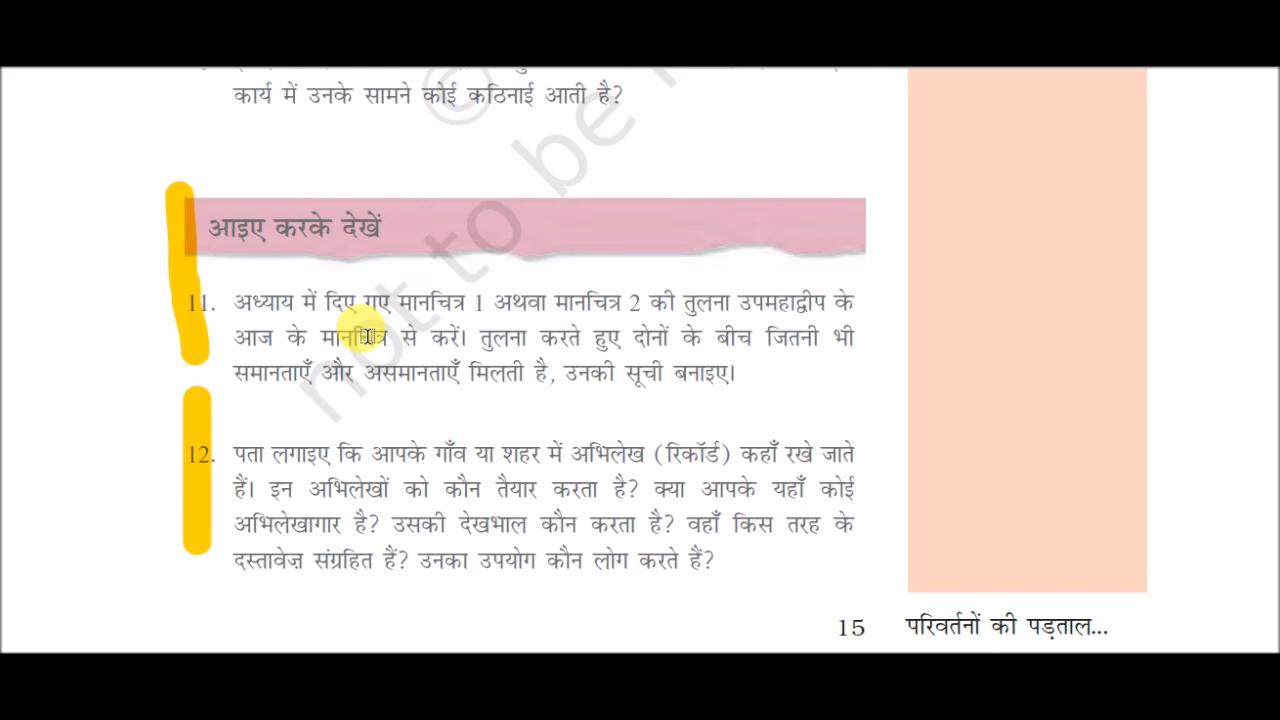 कार्य में उनके सामने कोई कठिनाई आती है?
आइए करके देखें
11. अध्याय में दिए गए मानचित्र 1 अथवा मानचित्र 2 की तुलना उपमहाद्वीप के
आज के मानचित्र से करें। तुलना करते हुए दोनों के बीच जितनी भी
समानताएँ और असमानताएँ मिलती है, उनकी सूची बनाइए।
12. पता लगाइए कि आपके गाँव या शहर में अभिलेख (रिकॉर्ड) कहाँ रखे जाते
हैं। इन अभिलेखों को कौन तैयार करता है? क्या आपके यहाँ कोई
अभिलेखागार है? उसकी देखभाल कौन करता है? वहाँ किस तरह के
दस्तावेज़ संग्रहित हैं? उनका उपयोग कौन लोग करते हैं?
15 परिवर्तनों की पड़ताल...
©
not to be